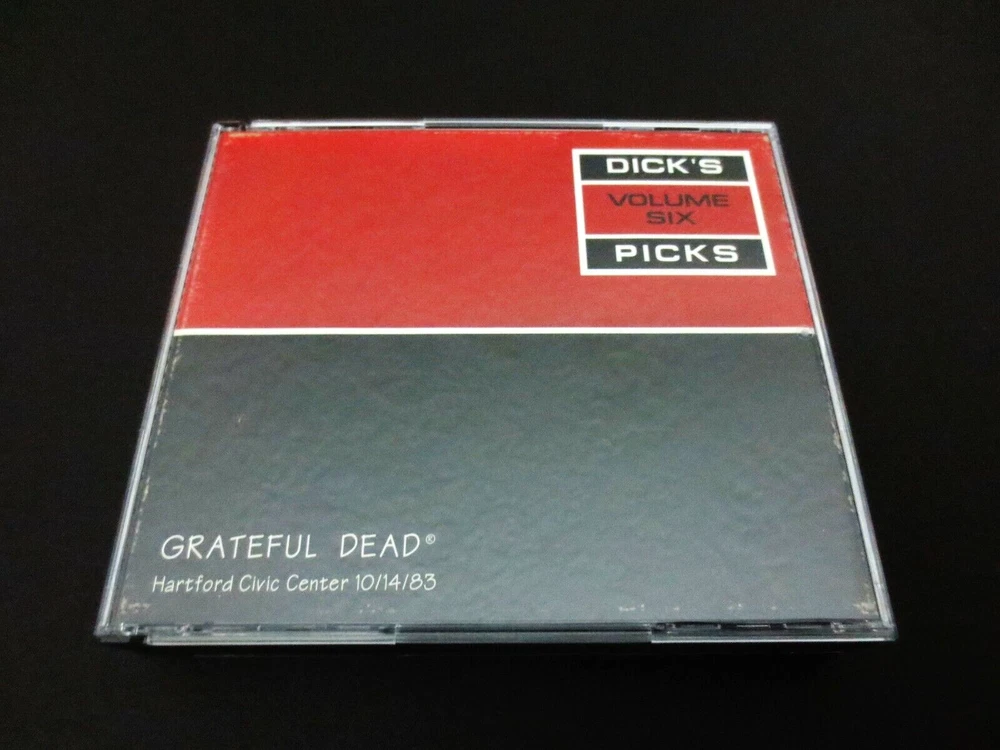 DICK'S
VOLUME
SIX
PICKS
GRATEFUL DEAD®
Hartford Civic Center 10/14/83